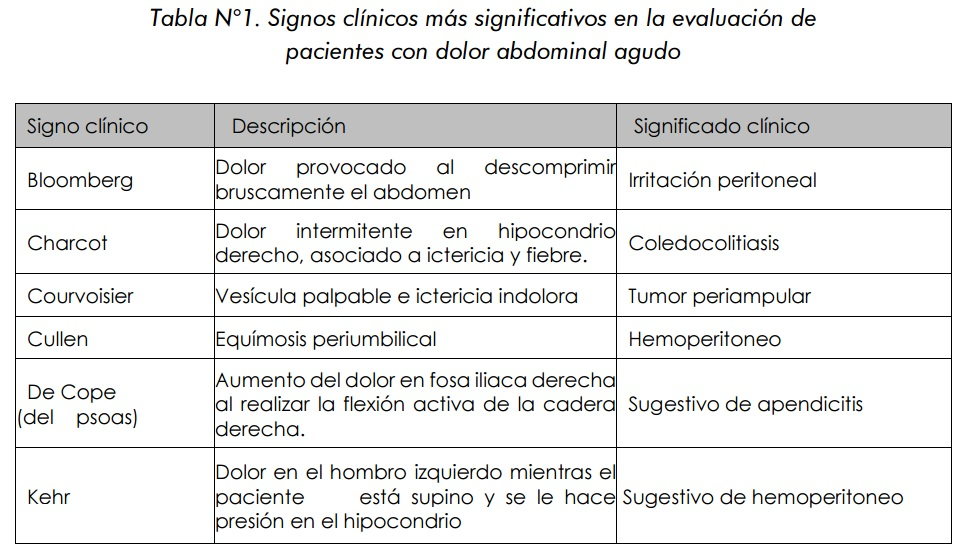 Tabla N°1. Signos clínicos más significativos en la evaluación de
pacientes con dolor abdominal agudo
Signo clínico Descripción Significado clínico
Bloomberg Dolor provocado al descomprimir bruscamente el abdomen Irritación peritoneal
Charcot Dolor intermitente en hipocondrio derecho, asociado a ictericia y fiebre. Coledocolitiasis
Courvoisier Vesícula palpable e ictericia indolora Tumor periampular
Cullen Equímosis periumbilical Hemoperitoneo
De Cope (del psoas) Aumento del dolor en fosa iliaca derecha al realizar la flexión activa de la cadera derecha. Sugestivo de apendicitis
Kehr Dolor en el hombro izquierdo mientras el paciente está supino y se le hace presión en el hipocondrio Sugestivo de hemoperitoneo